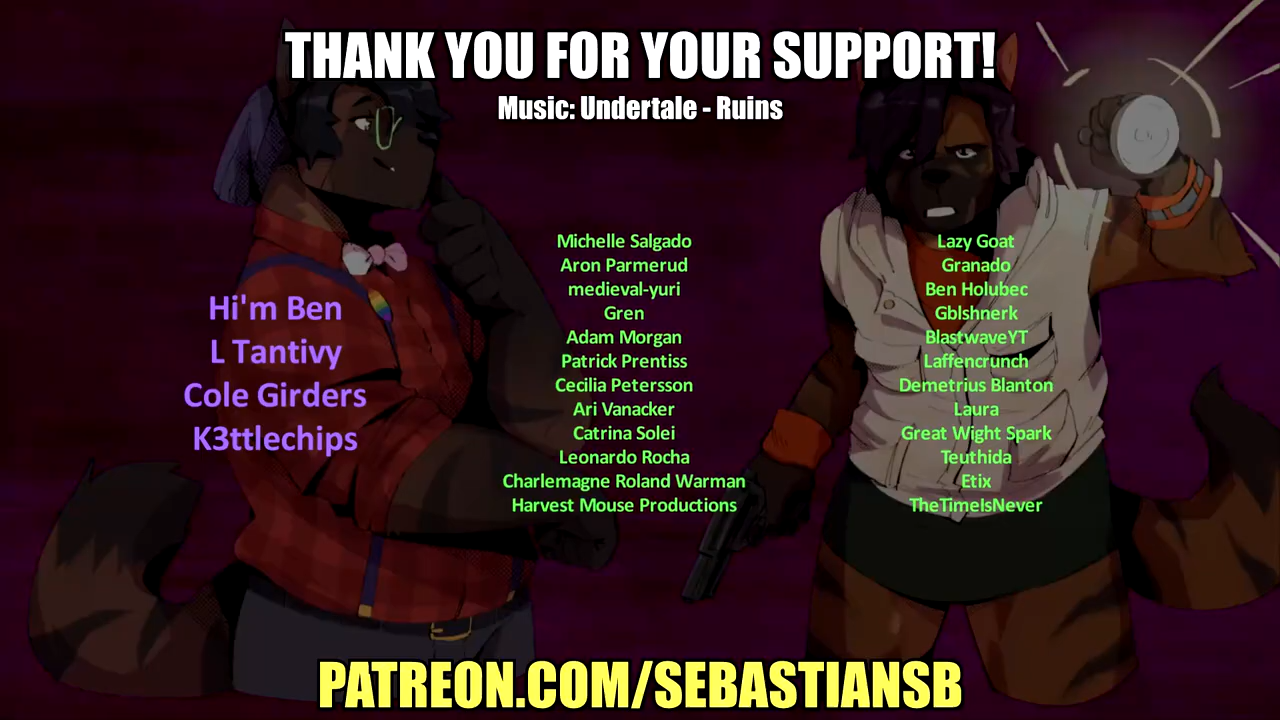 THANK YOU FOR YOUR SUPPORT!
Music: Undertale - Ruins
Hi'm Ben
L Tantivy
Cole Girders
K3ttlechips
Michelle Salgado
Aron Parmerud
medieval-yuri
Gren
Adam Morgan
Patrick Prentiss
Cecilia Petersson
Ari Vanacker
Catrina Solei
Leonardo Rocha
Charlemagne Roland Warman
Harvest Mouse Productions
Lazy Goat
Granado
Ben Holubec
Gblshnerk
BlastwaveYT
Laffencrunch
Demetrius Blanton
Laura
Great Wight Spark
Teuthida
Etix
TheTimeIsNever
PATREON.COM/SEBASTIANSB